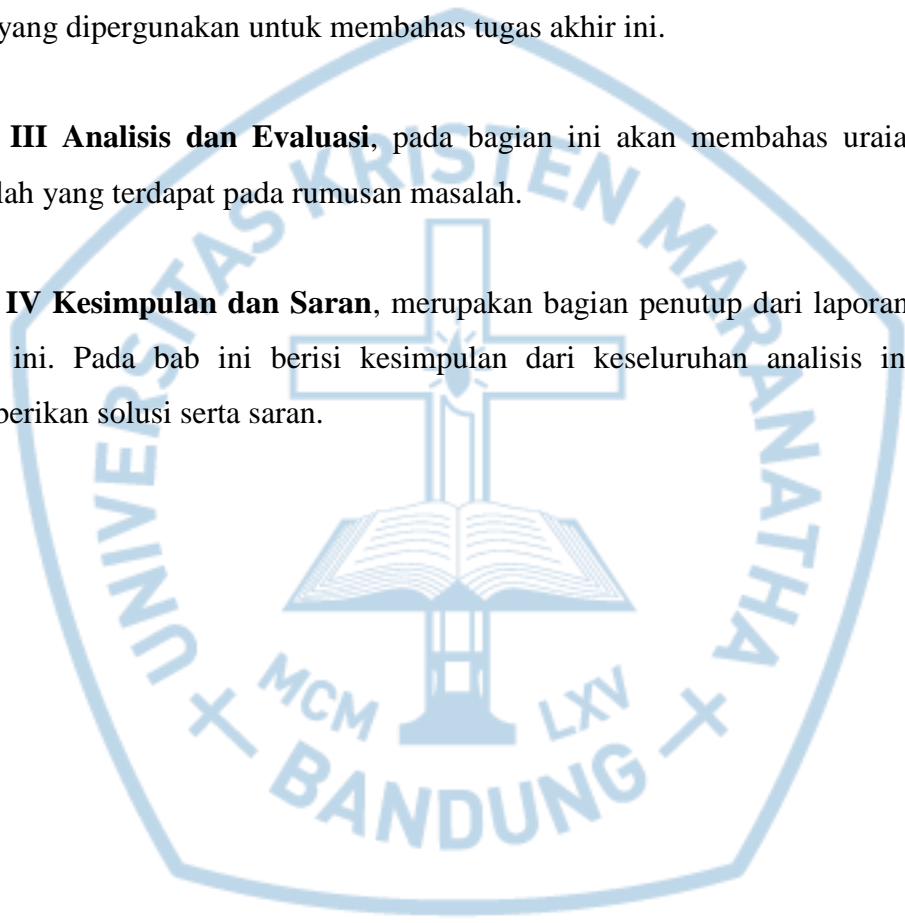 yang dipergunakan untuk membahas tugas akhir ini.
III Analisis dan Evaluasi, pada bagian ini akan membahas uraia
lah yang terdapat pada rumusan masalah.
IV Kesimpulan dan Saran, merupakan bagian penutup dari laporan
ini. Pada bab ini berisi kesimpulan dari keseluruhan analisis in
berikan solusi serta saran.
UNIVERSITAS KRISTEN MARANATHA
MCM LXV
BANDUNG